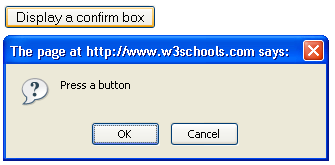 Display a confirm box
The page at http://www.w3schools.com says:
Press a button
OK Cancel